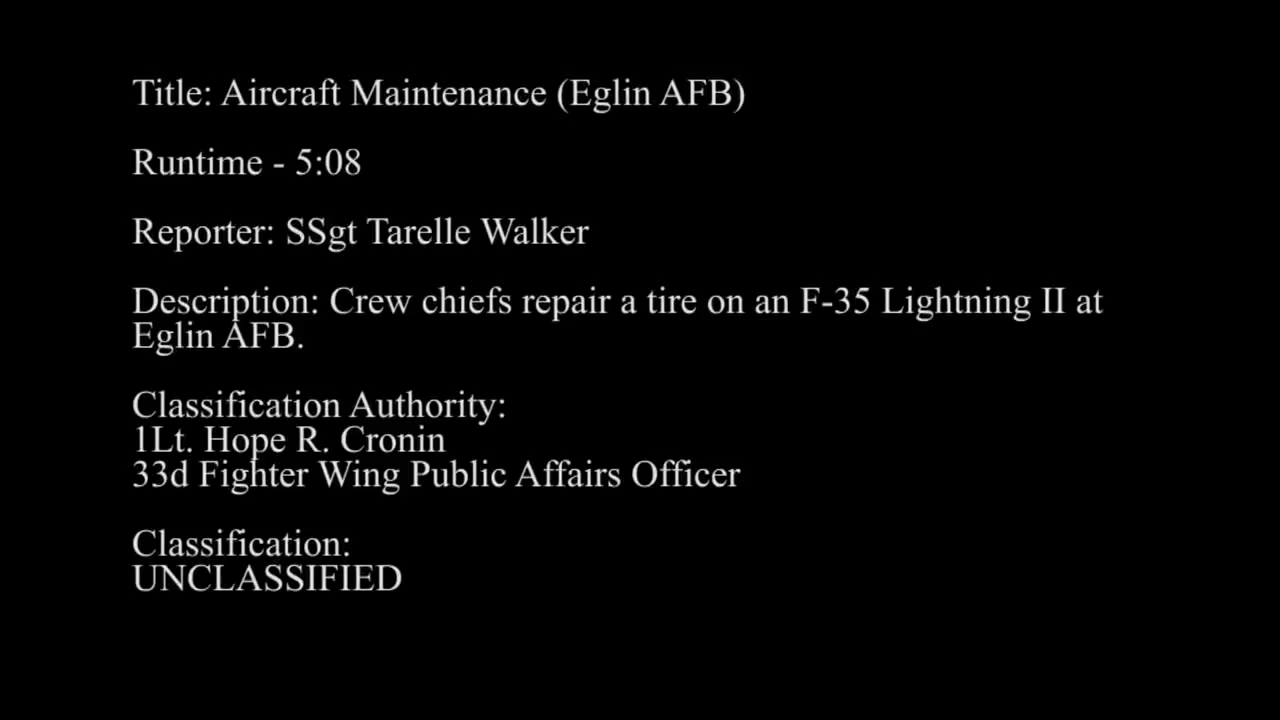 Title: Aircraft Maintenance (Eglin AFB)
Runtime - 5:08
Reporter: SSgt Tarelle Walker
Description: Crew chiefs repair a tire on an F-35 Lightning II at
Eglin AFB.
Classification Authority:
1Lt. Hope R. Cronin
33d Fighter Wing Public Affairs Officer
Classification:
UNCLASSIFIED